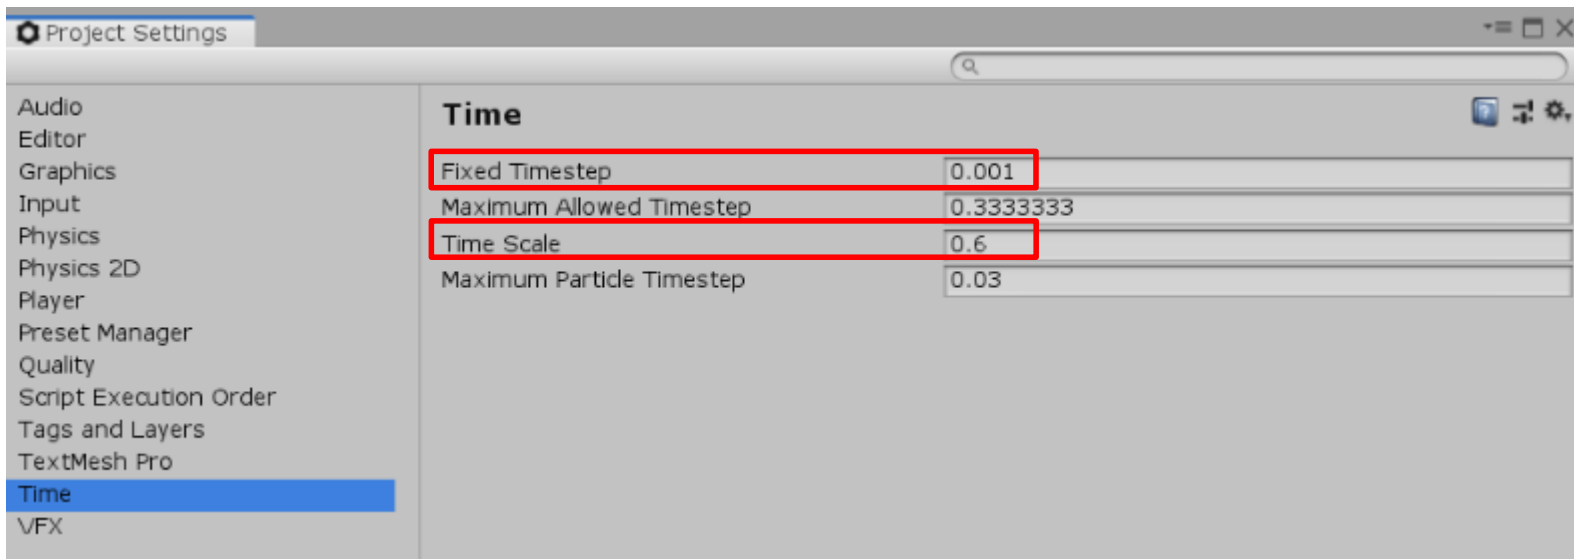 Project Settings
Audio
Editor
Graphics
Input
Physics
Physics 2D
Player
Preset Manager
Quality
Script Execution Order
Tags and Layers
TextMesh Pro
Time
VFX
Time
Fixed Timestep 0.001
Maximum Allowed Timestep 0.3333333
Time Scale 0.6
Maximum Particle Timestep 0.03